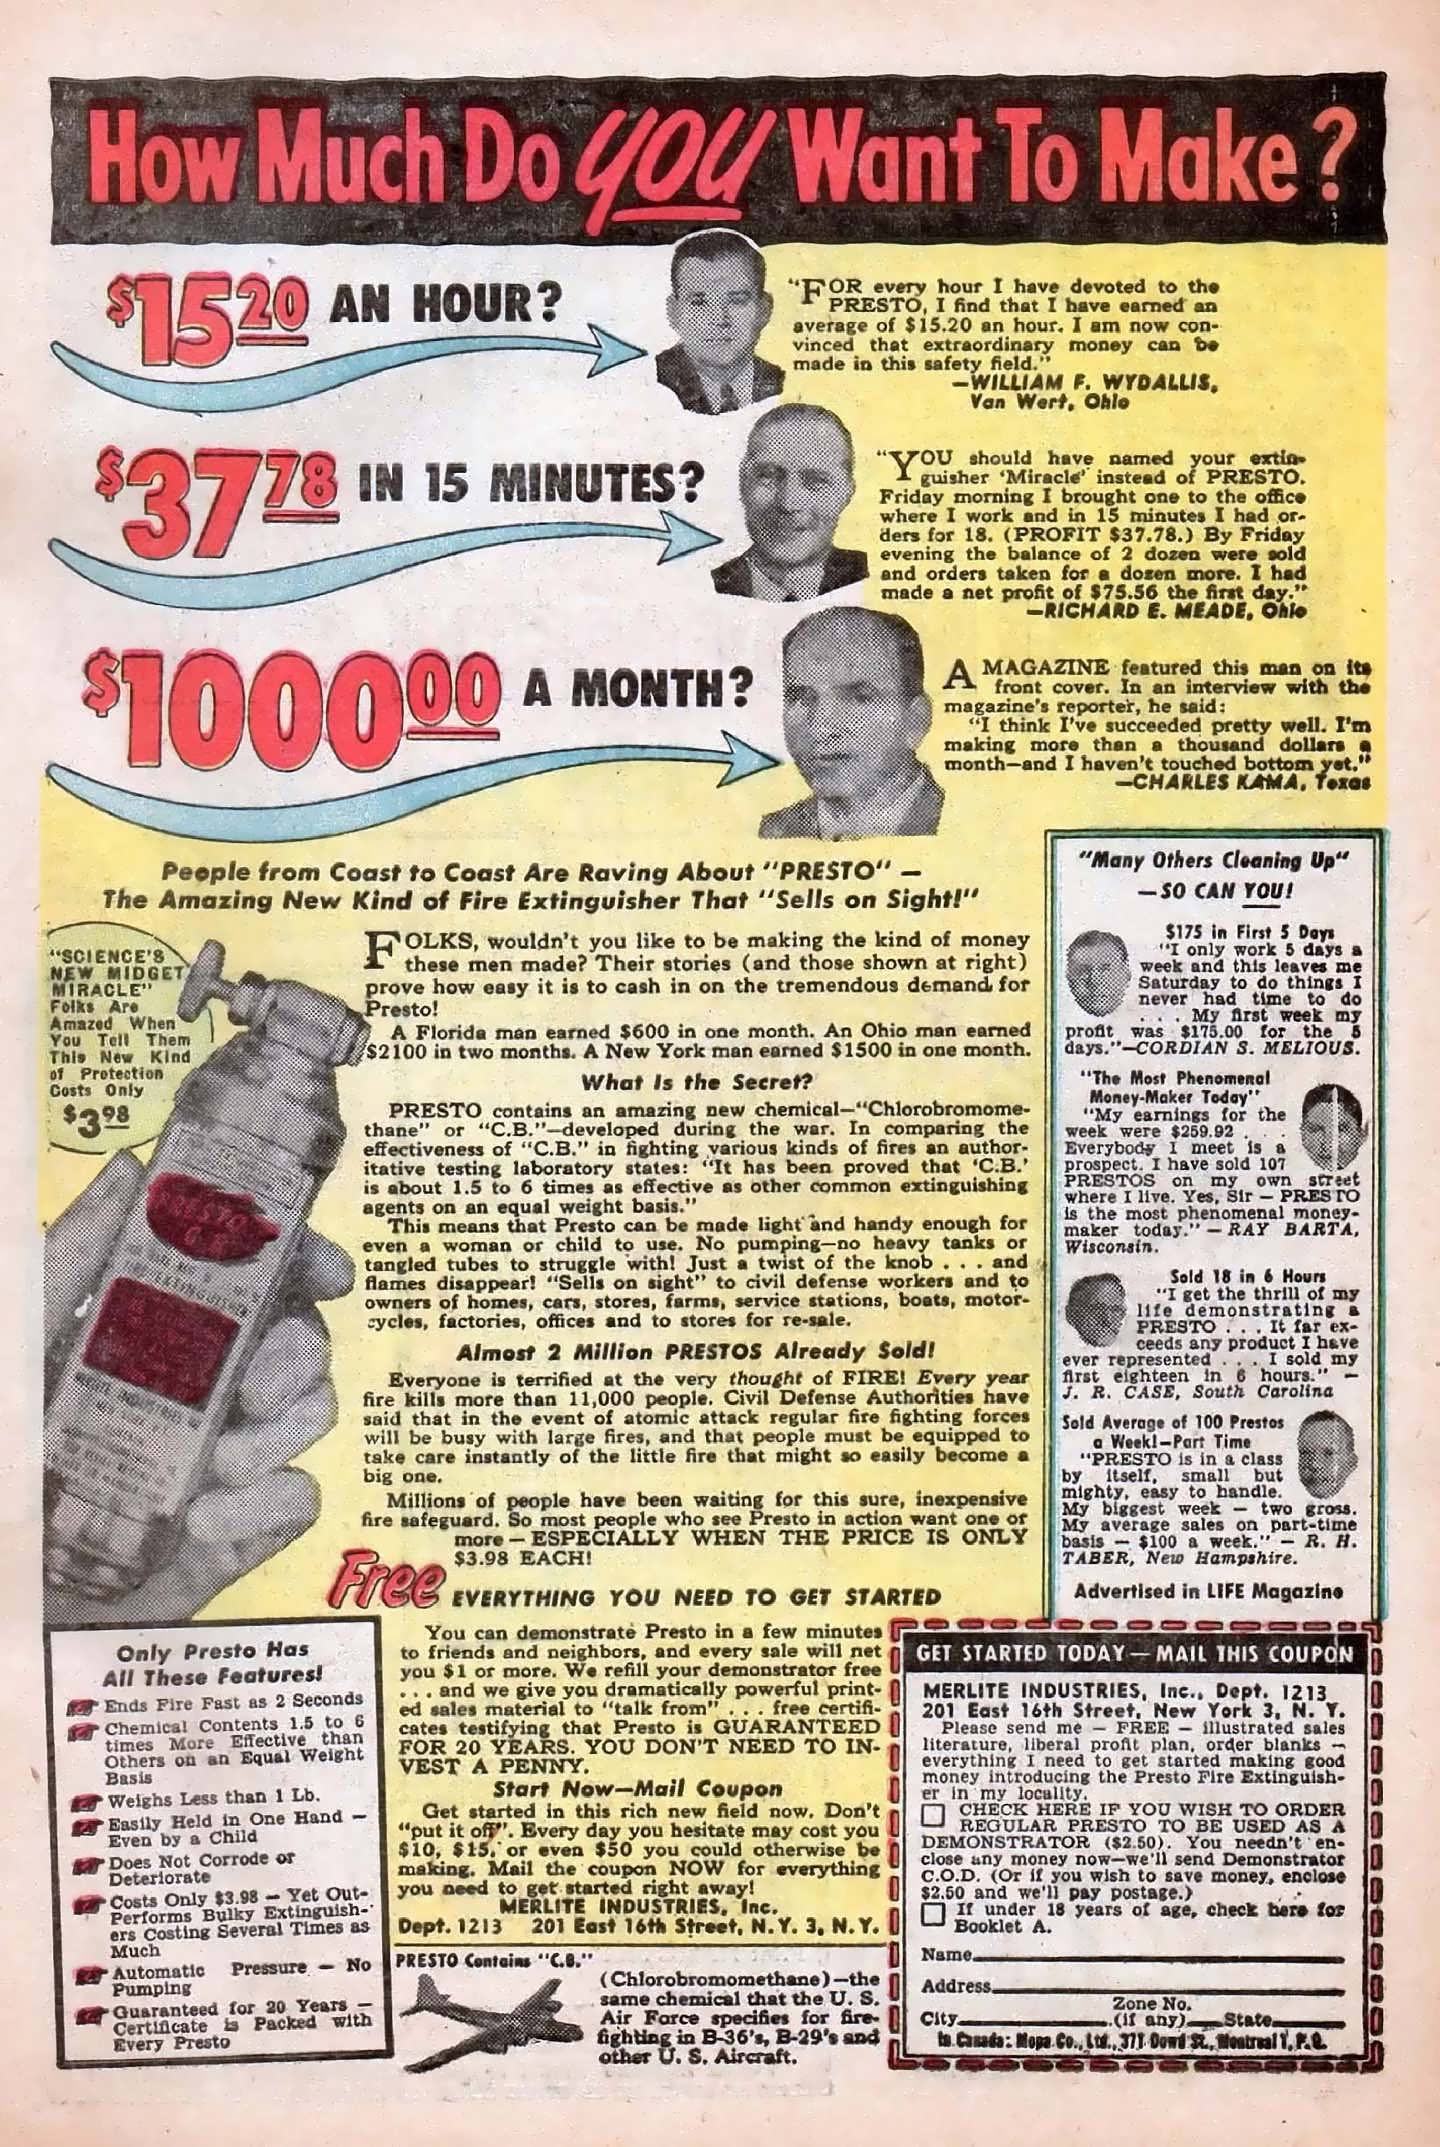 How Much Do YOU Want To Make?
$15.20 AN HOUR?
"FOR every hour I have devoted to the
PRESTO, I find that I have earned an
average of $15.20 an hour. I am now con-
vinced that extraordinary money can be
made in this safety field."
—WILLIAM F. WYDALLIS,
Van Wert, Ohio
$37.78 IN 15 MINUTES?
"YOU should have named your extin-
guisher 'Miracle' instead of PRESTO.
Friday morning I brought one to the office
where I work and in 15 minutes I had or-
ders for 18. (PROFIT $37.78.) By Friday
evening the balance of 2 dozen were sold
and orders taken for a dozen more. I had
made a net profit of $75.56 the first day."
—RICHARD E. MEADE, Ohio
$1000.00 A MONTH?
A MAGAZINE featured this man on its
front cover. In an interview with the
magazine's reporter, he said:
"I think I've succeeded pretty well. I'm
making more than a thousand dollars a
month—and I haven't touched bottom yet."
—CHARLES KAMA, Texas
People from Coast to Coast Are Raving About "PRESTO" —
The Amazing New Kind of Fire Extinguisher That "Sells on Sight!"
"SCIENCE'S
NEW MIDGET
MIRACLE"
Folks Are
Amazed When
You Tell Them
This New Kind
of Protection
Costs Only
$3.98
PRESTO
C-B
FOLKS, wouldn't you like to be making the kind of money
these men made? Their stories (and those shown at right)
prove how easy it is to cash in on the tremendous demand for
Presto!
A Florida man earned $600 in one month. An Ohio man earned
$2100 in two months. A New York man earned $1500 in one month.
What Is the Secret?
PRESTO contains an amazing new chemical—"Chlorobromome-
thane" or "C.B."—developed during the war. In comparing the
effectiveness of "C.B." in fighting various kinds of fires an author-
itative testing laboratory states: "It has been proved that 'C.B.'
is about 1.5 to 6 times as effective as other common extinguishing
agents on an equal weight basis."
This means that Presto can be made light and handy enough for
even a woman or child to use. No pumping—no heavy tanks or
tangled tubes to struggle with! Just a twist of the knob . . . and
flames disappear! "Sells on sight" to civil defense workers and to
owners of homes, cars, stores, farms, service stations, boats, motor-
cycles, factories, offices and to stores for re-sale.
Almost 2 Million PRESTOS Already Sold!
Everyone is terrified at the very thought of FIRE! Every year
fire kills more than 11,000 people. Civil Defense Authorities have
said that in the event of atomic attack regular fire fighting forces
will be busy with large fires, and that people must be equipped to
take care instantly of the little fire that might so easily become a
big one.
Millions of people have been waiting for this sure, inexpensive
fire safeguard. So most people who see Presto in action want one or
more — ESPECIALLY WHEN THE PRICE IS ONLY
$3.98 EACH!
Free EVERYTHING YOU NEED TO GET STARTED
You can demonstrate Presto in a few minutes
to friends and neighbors, and every sale will net
you $1 or more. We refill your demonstrator free
. . . and we give you dramatically powerful print-
ed sales material to "talk from" . . . free certifi-
cates testifying that Presto is GUARANTEED
FOR 20 YEARS. YOU DON'T NEED TO IN-
VEST A PENNY.
Start Now—Mail Coupon
Get started in this rich new field now. Don't
"put it off". Every day you hesitate may cost you
$10, $15, or even $50 you could otherwise be
making. Mail the coupon NOW for everything
you need to get started right away!
MERLITE INDUSTRIES, Inc.
Dept. 1213 201 East 16th Street, N.Y. 3, N.Y.
PRESTO Contains "C.B."
(Chlorobromomethane)—the
same chemical that the U. S.
Air Force specifies for fire-
fighting in B-36's, B-29's and
other U. S. Aircraft.
Only Presto Has
All These Features!
Ends Fire Fast as 2 Seconds
Chemical Contents 1.5 to 6
times More Effective than
Others on an Equal Weight
Basis
Weighs Less than 1 Lb.
Easily Held in One Hand —
Even by a Child
Does Not Corrode or
Deteriorate
Costs Only $3.98 — Yet Out-
Performs Bulky Extinguish-
ers Costing Several Times as
Much
Automatic Pressure — No
Pumping
Guaranteed for 20 Years —
Certificate is Packed with
Every Presto
"Many Others Cleaning Up"
—SO CAN YOU!
$175 in First 5 Days
"I only work 5 days a
week and this leaves me
Saturday to do things I
never had time to do
. . . My first week my
profit was $175.00 for the 5
days."—CORDIAN S. MELIOUS.
"The Most Phenomenal
Money-Maker Today"
"My earnings for the
week were $259.92 . . .
Everybody I meet is a
prospect. I have sold 107
PRESTOS on my own street
where I live. Yes, Sir — PRESTO
is the most phenomenal money-
maker today." — RAY BARTA,
Wisconsin.
Sold 18 in 6 Hours
"I get the thrill of my
life demonstrating a
PRESTO . . . It far ex-
ceeds any product I have
ever represented . . . I sold my
first eighteen in 6 hours." —
J. R. CASE, South Carolina
Sold Average of 100 Prestos
a Week!—Part Time
"PRESTO is in a class
by itself, small but
mighty, easy to handle.
My biggest week — two gross.
My average sales on part-time
basis — $100 a week." — R. H.
TABER, New Hampshire.
Advertised in LIFE Magazine
GET STARTED TODAY—MAIL THIS COUPON
MERLITE INDUSTRIES, Inc., Dept. 1213
201 East 16th Street, New York 3, N. Y.
Please send me — FREE — illustrated sales
literature, liberal profit plan, order blanks —
everything I need to get started making good
money introducing the Presto Fire Extinguish-
er in my locality.
CHECK HERE IF YOU WISH TO ORDER
REGULAR PRESTO TO BE USED AS A
DEMONSTRATOR ($2.50). You needn't en-
close any money now—we'll send Demonstrator
C.O.D. (Or if you wish to save money, enclose
$2.50 and we'll pay postage.)
If under 18 years of age, check here for
Booklet A.
Name
Address
Zone No.
City (if any) State
In Canada: Mopa Co., Ltd., 371 Dowd St., Montreal 1, P.Q.